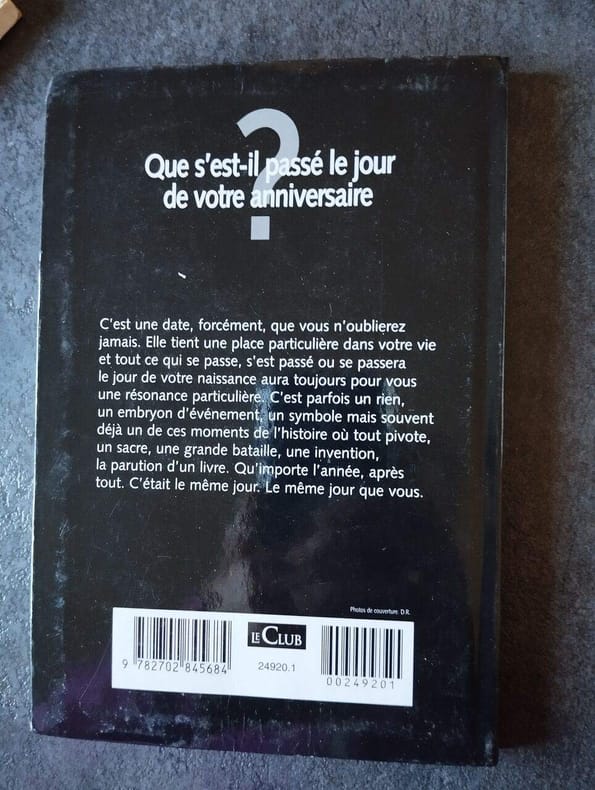 ?
Que s'est-il passé le jour
de votre anniversaire
C'est une date, forcément, que vous n'oublierez
jamais. Elle tient une place particulière dans votre vie
et tout ce qui se passe, s'est passé ou se passera
le jour de votre naissance aura toujours pour vous
une résonance particulière. C'est parfois un rien,
un embryon d'événement, un symbole mais souvent
déjà un de ces moments de l'histoire où tout pivote,
un sacre, une grande bataille, une invention,
la parution d'un livre. Qu'importe l'année, après
tout. C'était le même jour. Le même jour que vous.
Photos de couverture. D.R.
LE CLUB
24920.1
9 782702 845684
00249201